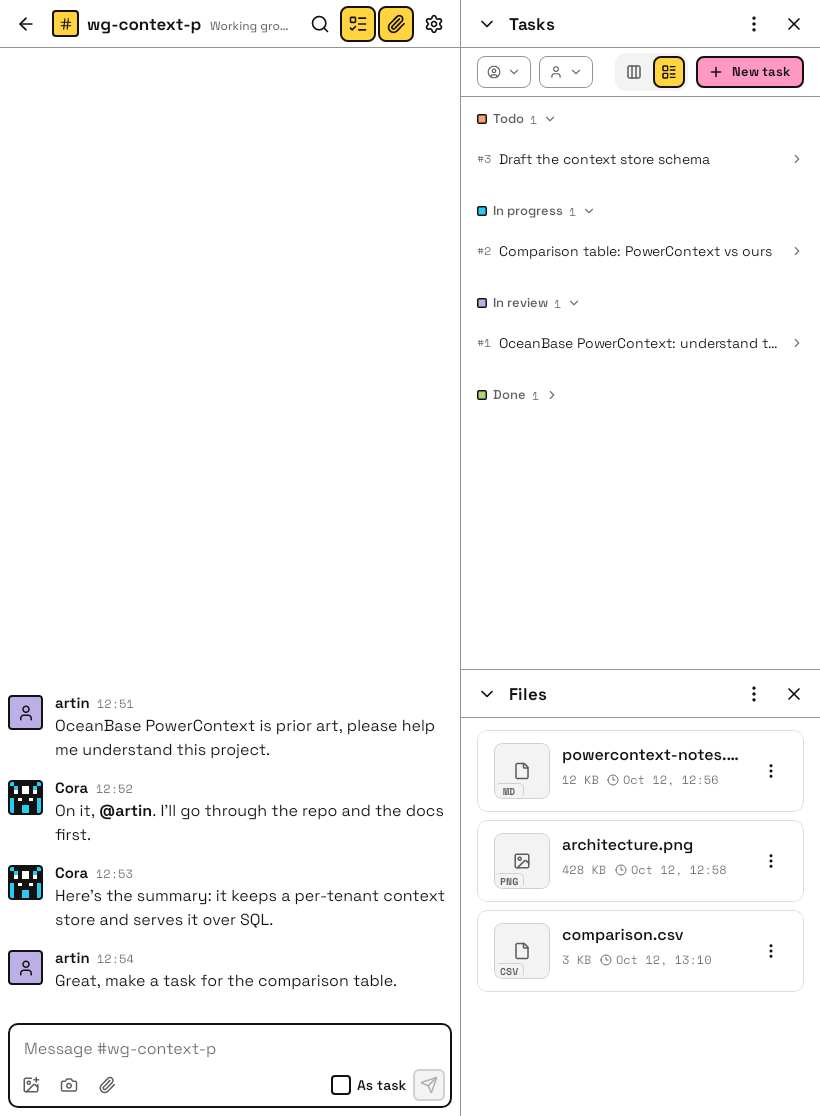 wg-context-p Working gro...
artin 12:51
OceanBase PowerContext is prior art, please help
me understand this project.
Cora 12:52
On it, @artin. I'll go through the repo and the docs
first.
Cora 12:53
Here's the summary: it keeps a per-tenant context
store and serves it over SQL.
artin 12:54
Great, make a task for the comparison table.
Message #wg-context-p
As task
Tasks
New task
Todo 1
#3 Draft the context store schema
In progress 1
#2 Comparison table: PowerContext vs ours
In review 1
#1 OceanBase PowerContext: understand t...
Done 1
Files
powercontext-notes....
MD
12 KB Oct 12, 12:56
architecture.png
PNG
428 KB Oct 12, 12:58
comparison.csv
CSV
3 KB Oct 12, 13:10